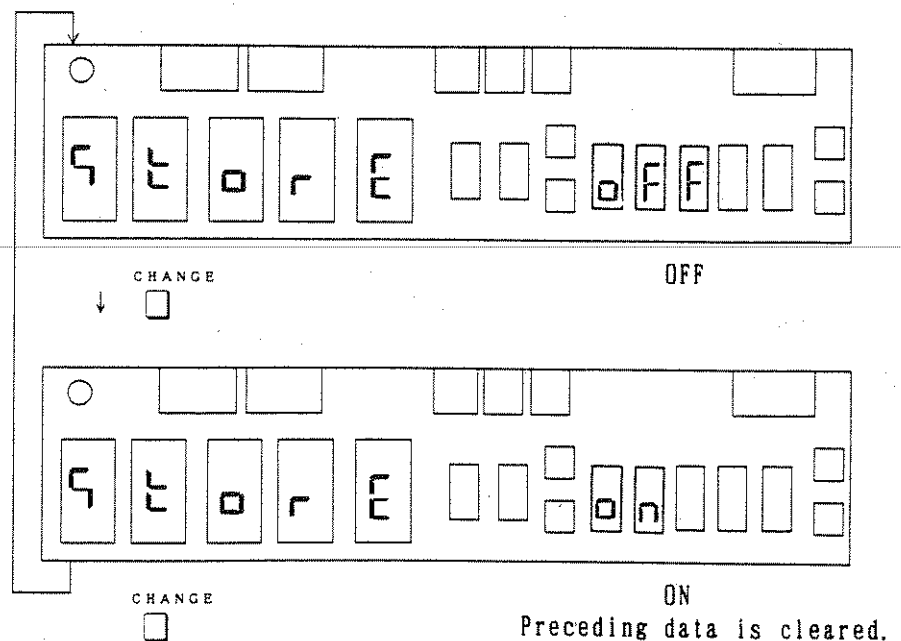 StorE oFF
OFF
CHANGE
StorE on
ON
CHANGE
Preceding data is cleared.